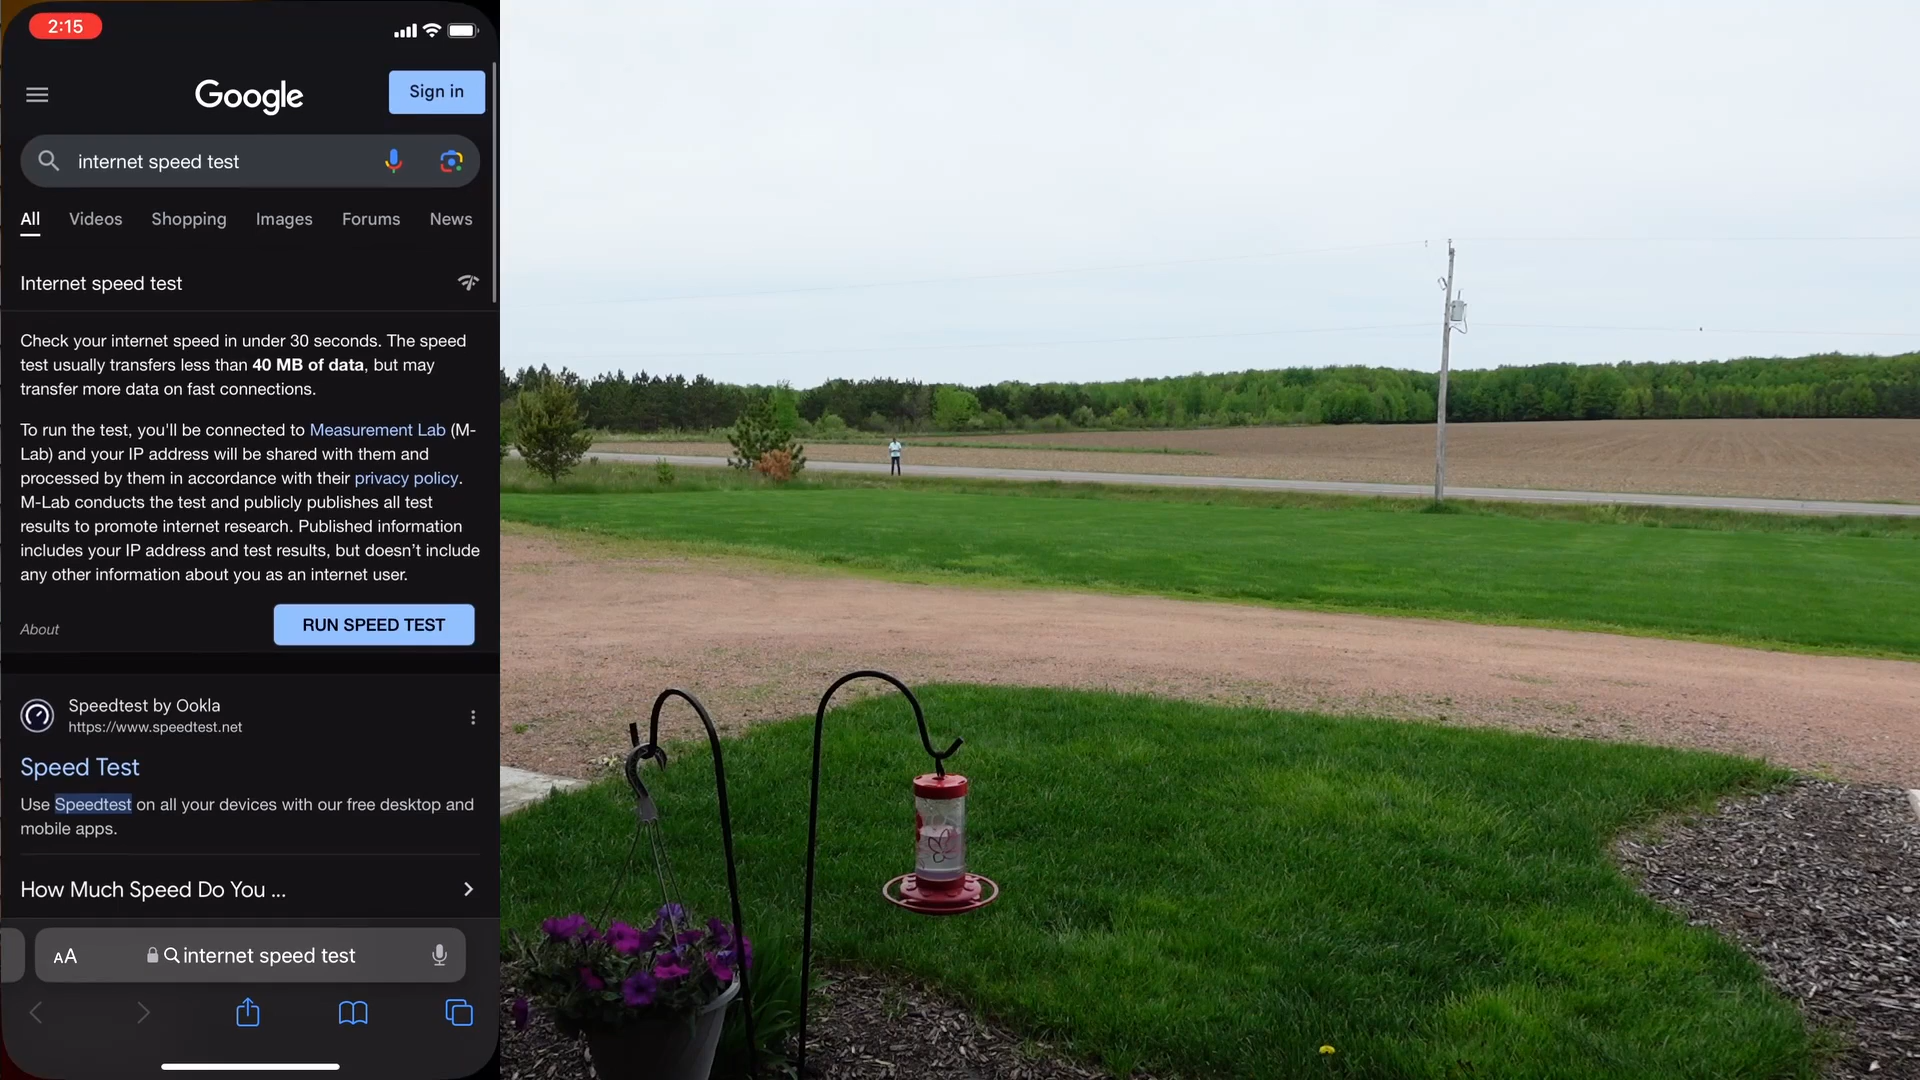 2:15
Google
Sign in
internet speed test
All Videos Shopping Images Forums News
Internet speed test
Check your internet speed in under 30 seconds. The speed
test usually transfers less than 40 MB of data, but may
transfer more data on fast connections.
To run the test, you'll be connected to Measurement Lab (M-
Lab) and your IP address will be shared with them and
processed by them in accordance with their privacy policy.
M-Lab conducts the test and publicly publishes all test
results to promote internet research. Published information
includes your IP address and test results, but doesn’t include
any other information about you as an internet user.
About
RUN SPEED TEST
Speedtest by Ookla
https://www.speedtest.net
Speed Test
Use Speedtest on all your devices with our free desktop and
mobile apps.
How Much Speed Do You ...
AA internet speed test